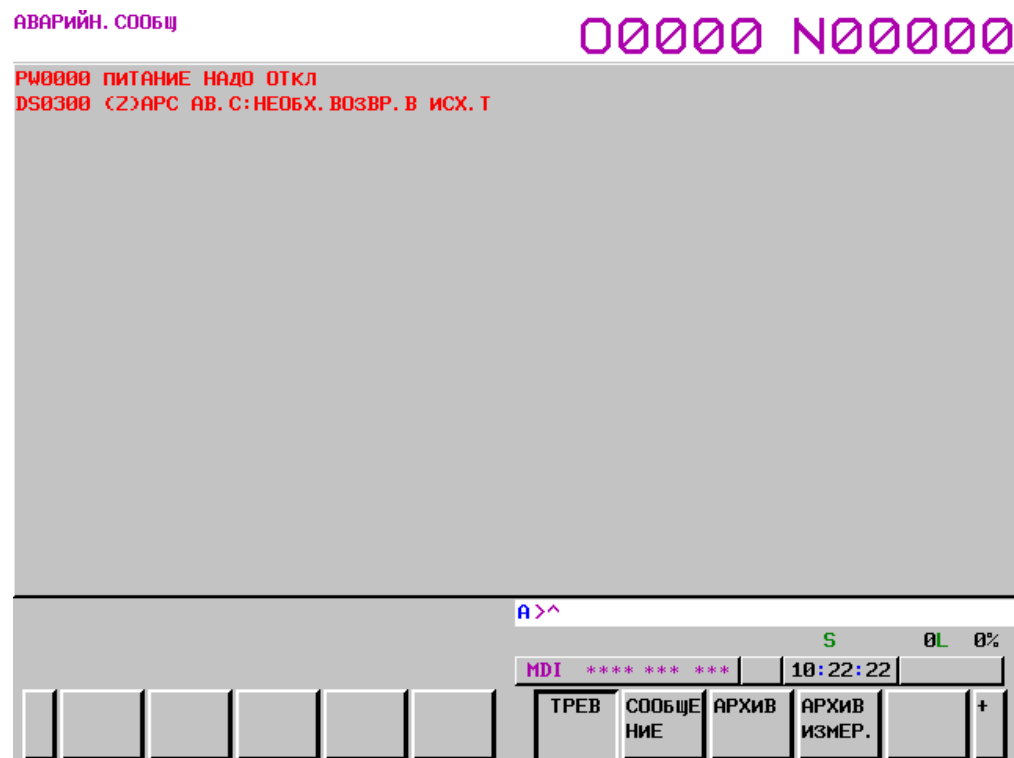 АВАРИЙН. СООБЩ
O0000 N00000
PW0000 ПИТАНИЕ НАДО ОТКЛ
DS0300 (Z)APC АВ.С:НЕОБХ.ВОЗВР.В ИСХ.Т
A>^
S 0L 0%
MDI **** *** *** 10:22:22
ТРЕВ СООБЩЕ АРХИВ АРХИВ +
НИЕ ИЗМЕР.